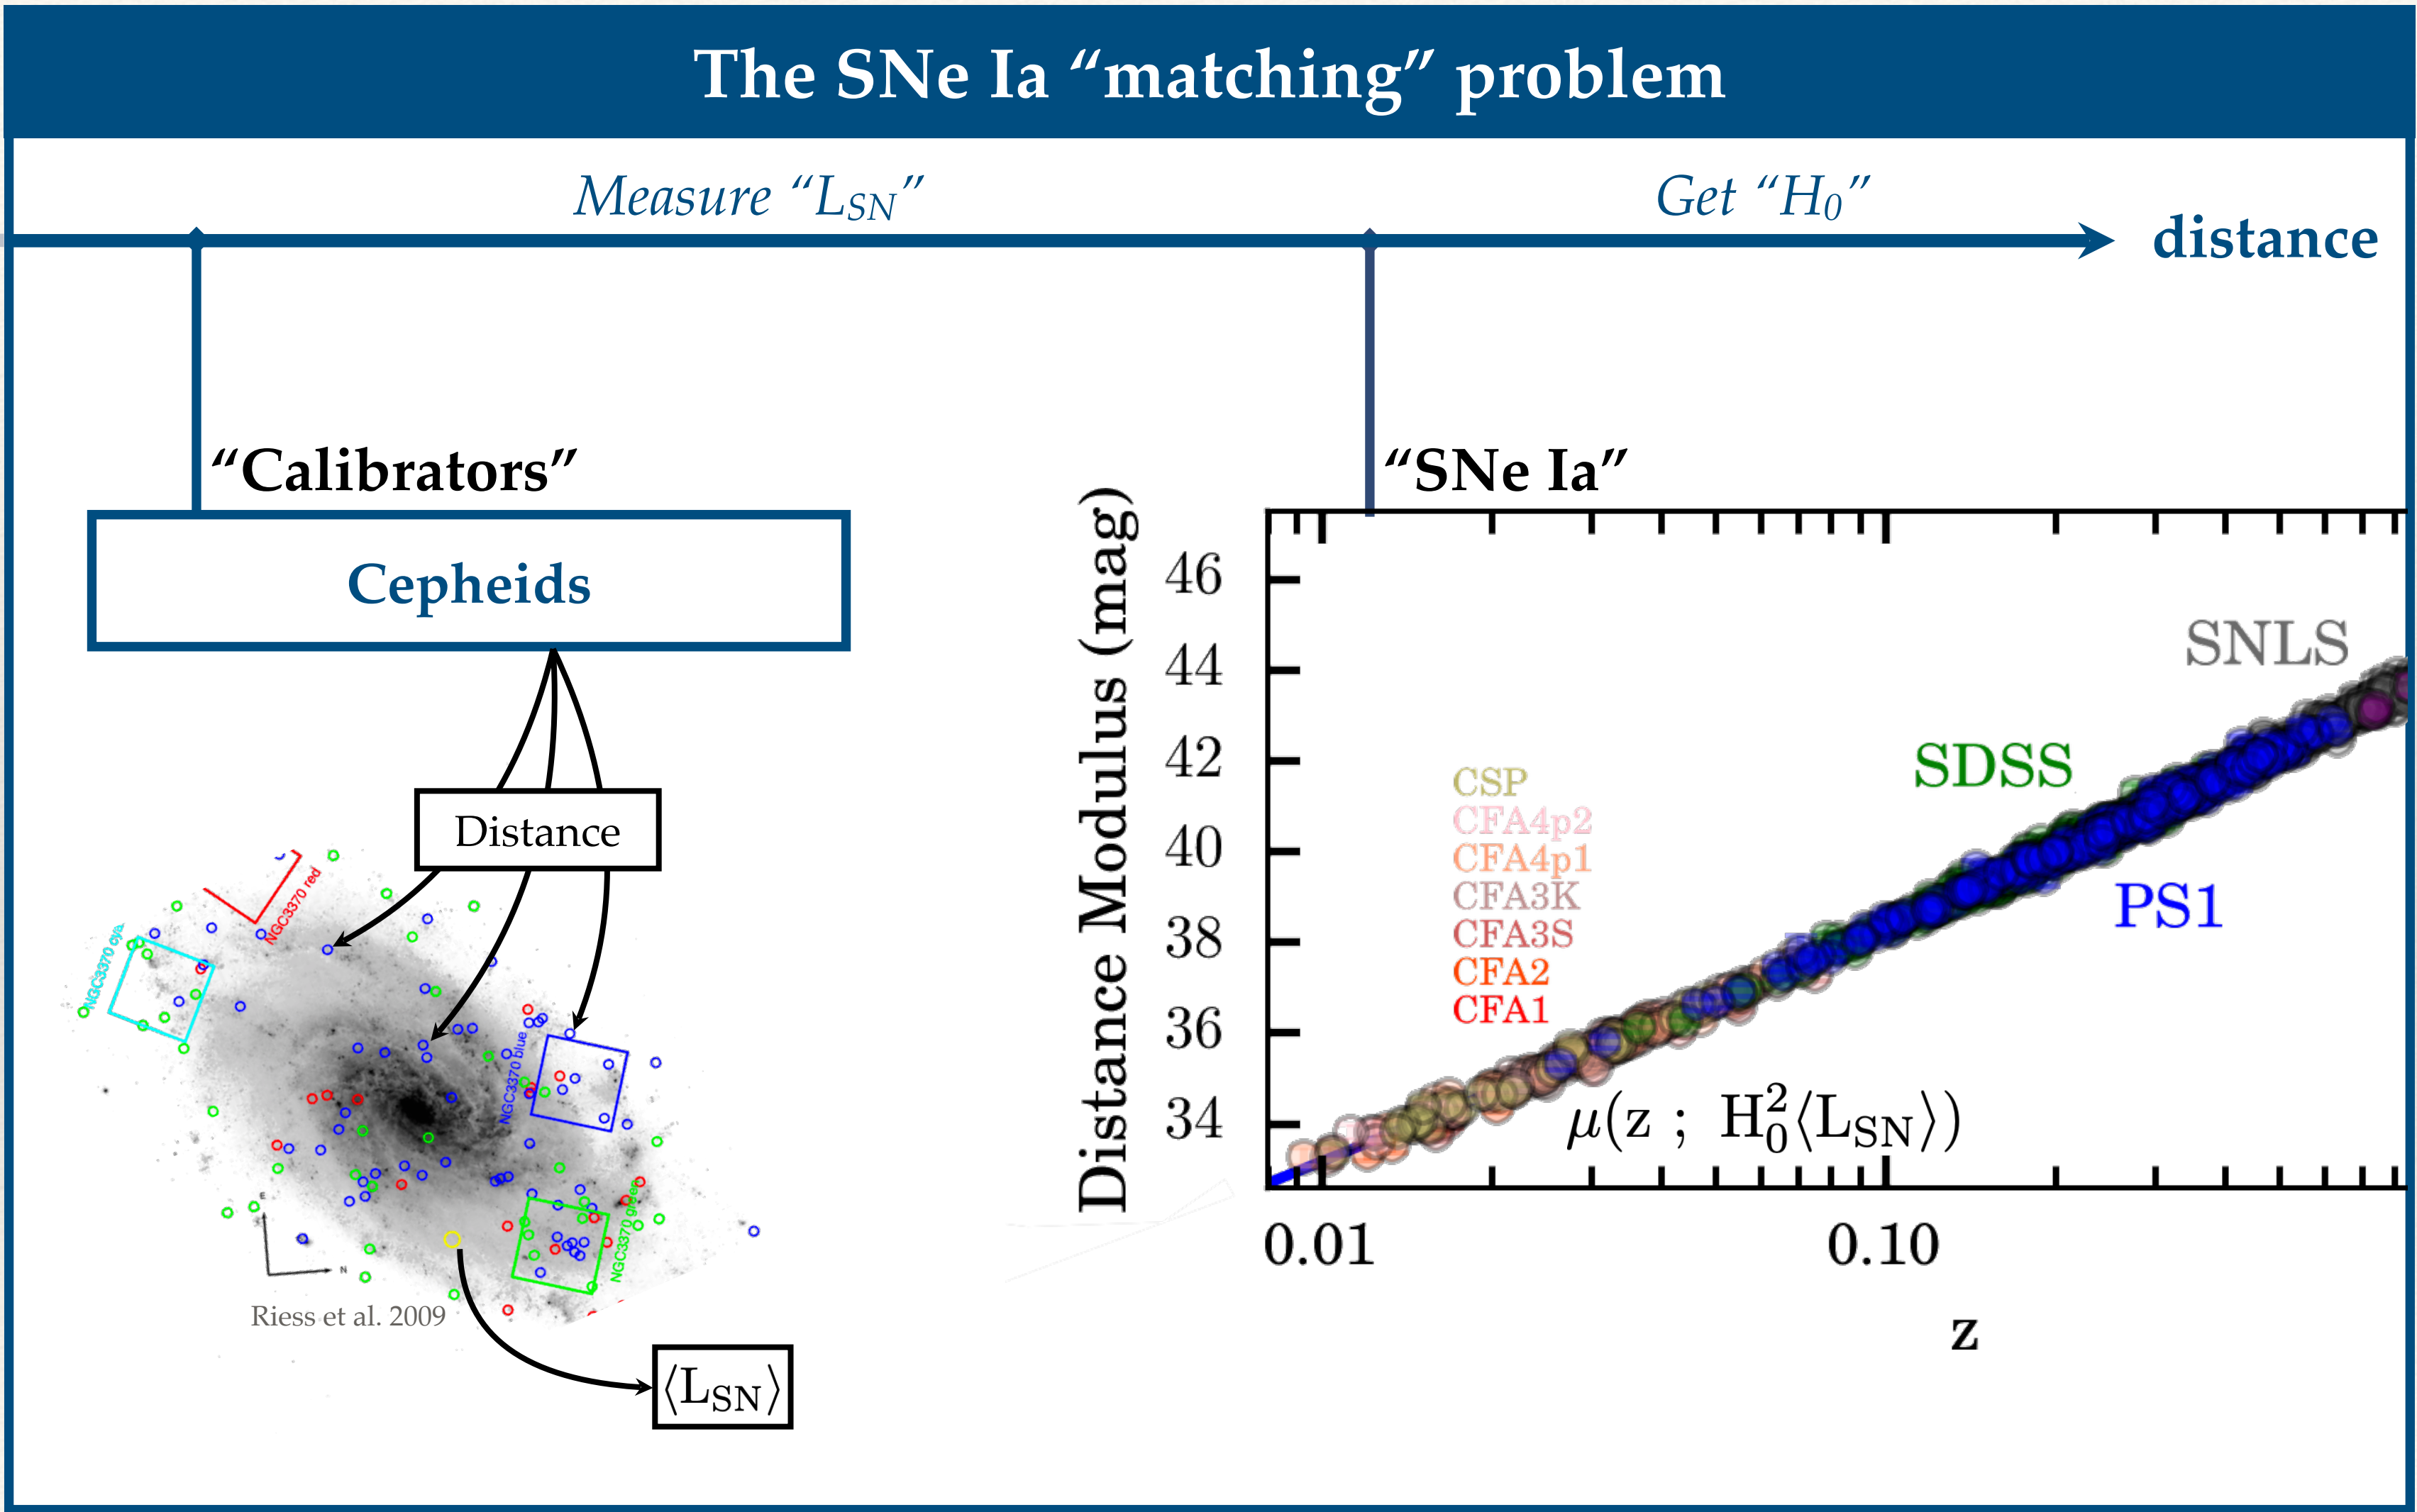 The SNe Ia “matching” problem
Measure “L_SN”
Get “H_0”
distance
“Calibrators”
“SNe Ia”
Cepheids
Distance
NGC3370 red
NGC3370 cya
NGC3370 blue
NGC3370 green
E
N
Riess et al. 2009
⟨L_SN⟩
Distance Modulus (mag)
46
44
42
40
38
36
34
SNLS
SDSS
PS1
CSP
CFA4p2
CFA4p1
CFA3K
CFA3S
CFA2
CFA1
μ(z ; H_0^2⟨L_SN⟩)
0.01
0.10
z